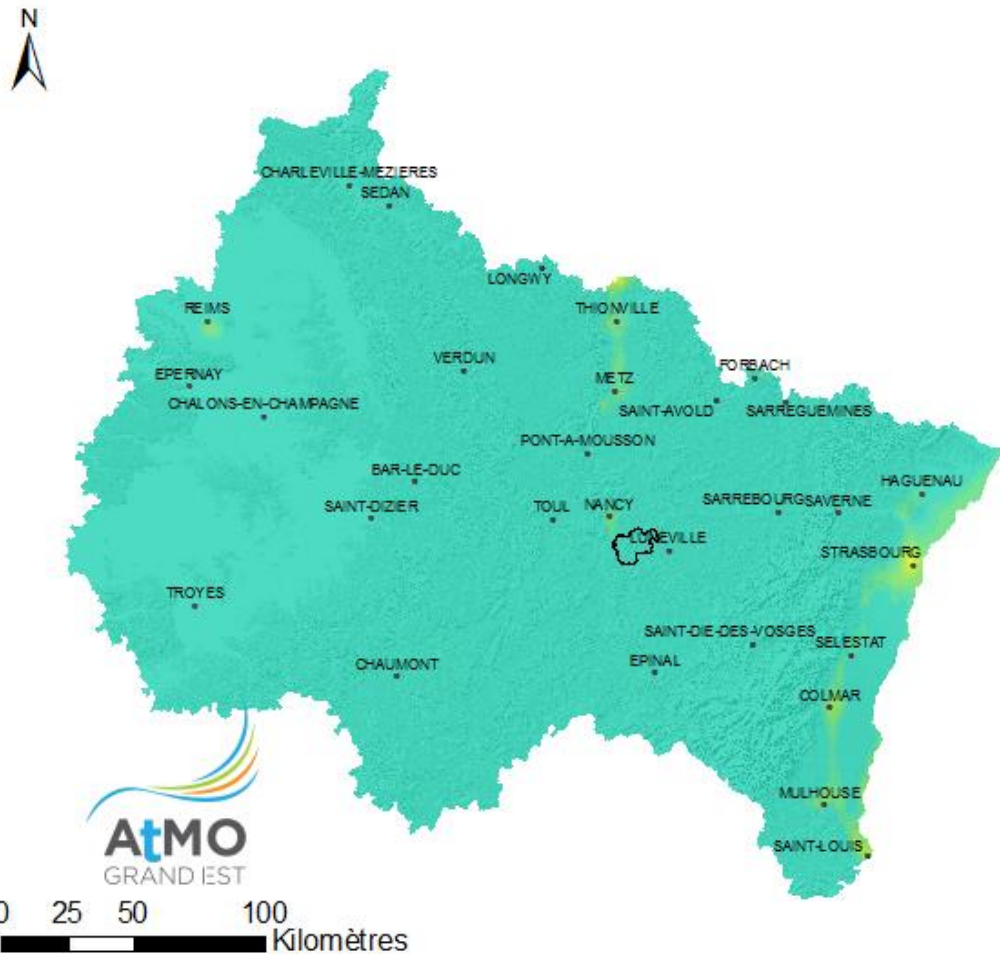 N
CHARLEVILLE-MEZIERES
SEDAN
LONGWY
REIMS
THIONVILLE
VERDUN
FORBACH
EPERNAY
METZ
CHALONS-EN-CHAMPAGNE
SAINT-AVOLD
SARREGUEMINES
PONT-A-MOUSSON
BAR-LE-DUC
HAGUENAU
SAINT-DIZIER
TOUL
NANCY
SARREBOURG
SAVERNE
LUNEVILLE
STRASBOURG
TROYES
SAINT-DIE-DES-VOSGES
SELESTAT
CHAUMONT
EPINAL
COLMAR
MULHOUSE
SAINT-LOUIS
AtMO
GRAND EST
0 25 50 100
Kilomètres